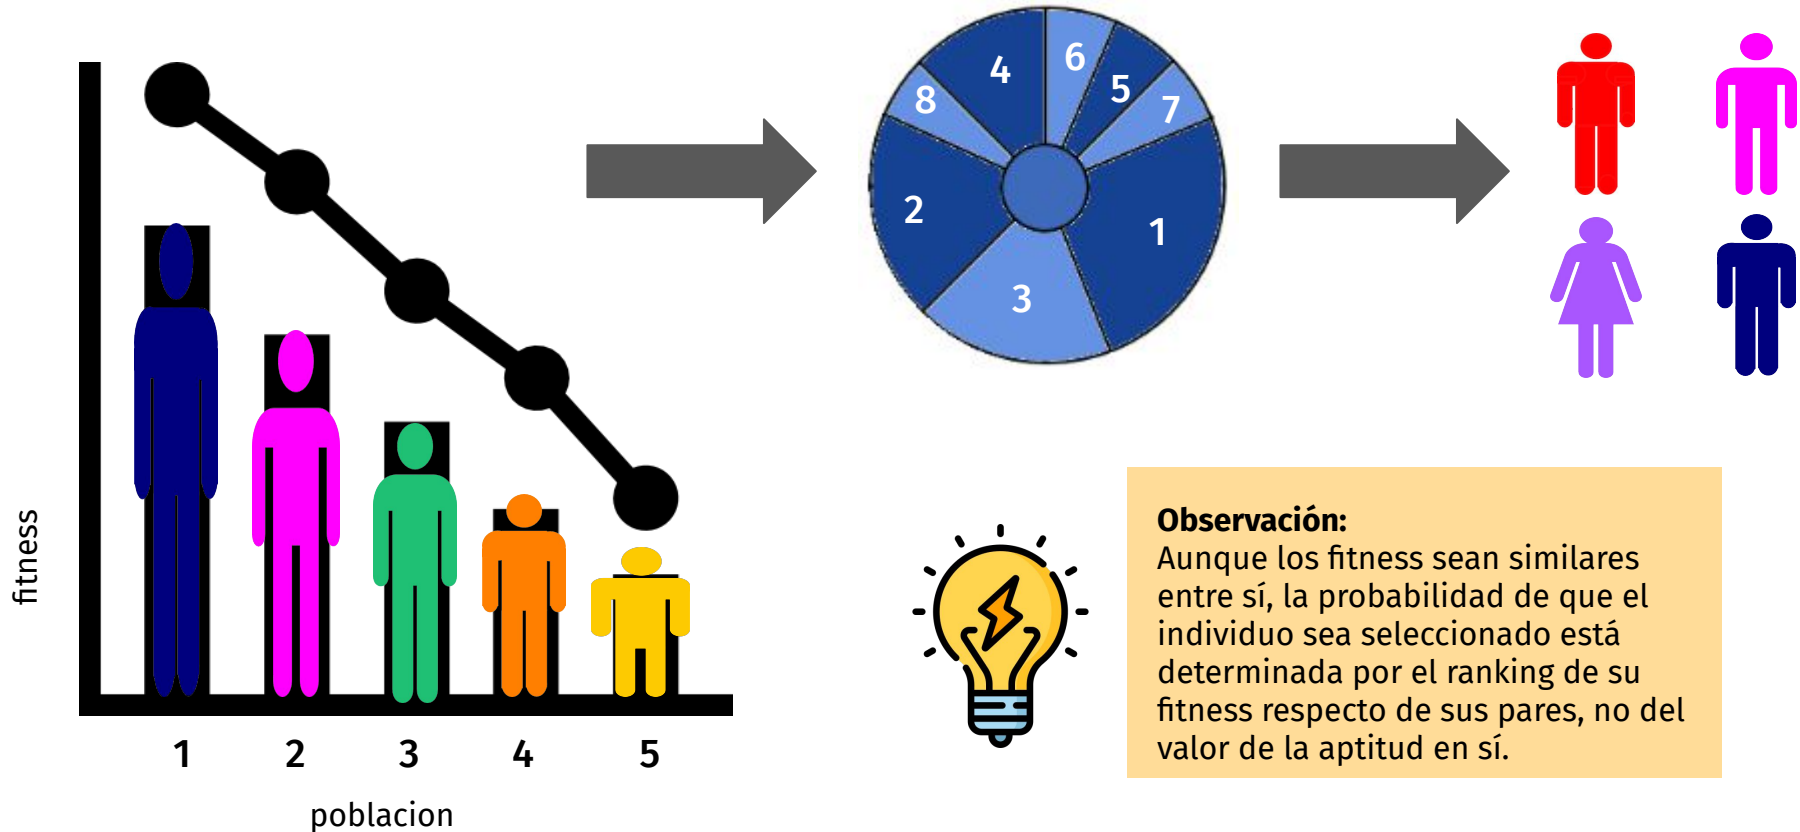 fitness
1 2 3 4 5
poblacion
4
6
5
8
7
2
1
3
Observación:
Aunque los fitness sean similares
entre sí, la probabilidad de que el
individuo sea seleccionado está
determinada por el ranking de su
fitness respecto de sus pares, no del
valor de la aptitud en sí.